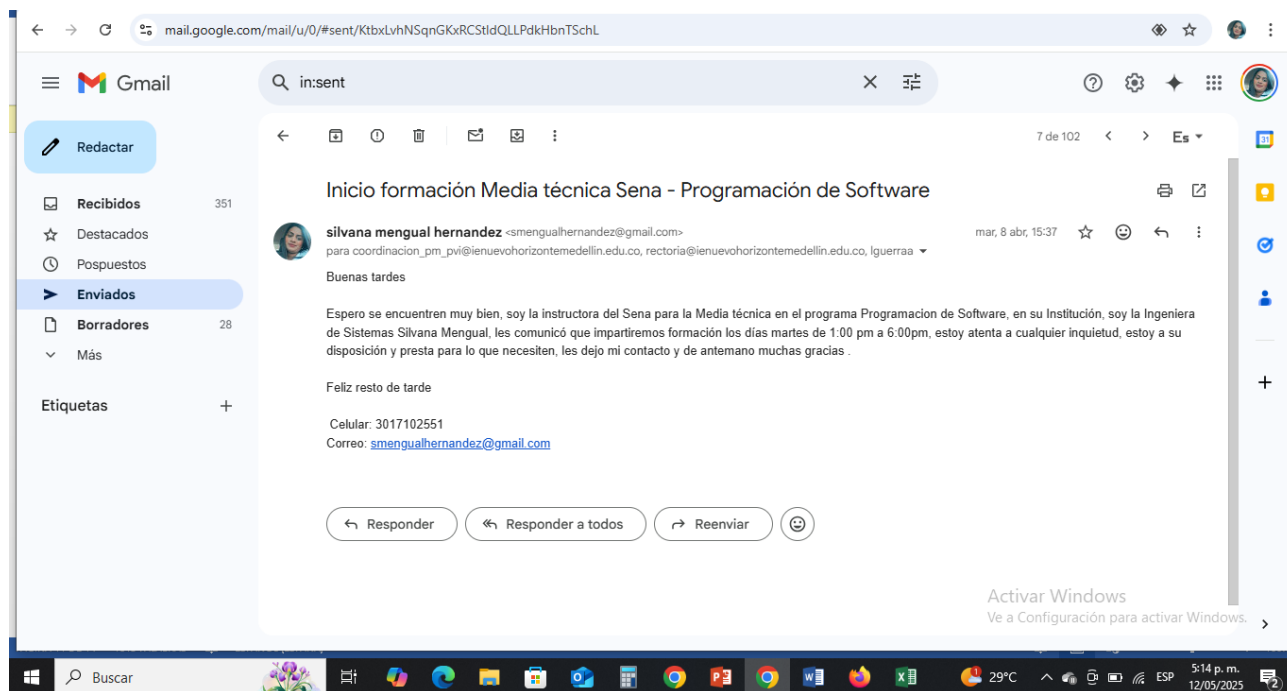 mail.google.com/mail/u/0/#sent/KtbxLvhNSqnGKxRCStldQLLPdkHbnTSchL
Gmail
in:sent
Redactar
7 de 102
Es
Recibidos 351
Destacados
Pospuestos
Enviados
Borradores 28
Más
Etiquetas
Inicio formación Media técnica Sena - Programación de Software
silvana mengual hernandez <smengualhernandez@gmail.com>
mar, 8 abr, 15:37
para coordinacion_pm_pvi@ienuevohorizontemedellin.edu.co, rectoria@ienuevohorizontemedellin.edu.co, lguerraa
Buenas tardes
Espero se encuentren muy bien, soy la instructora del Sena para la Media técnica en el programa Programacion de Software, en su Institución, soy la Ingeniera
de Sistemas Silvana Mengual, les comunicó que impartiremos formación los días martes de 1:00 pm a 6:00pm, estoy atenta a cualquier inquietud, estoy a su
disposición y presta para lo que necesiten, les dejo mi contacto y de antemano muchas gracias .
Feliz resto de tarde
Celular: 3017102551
Correo: smengualhernandez@gmail.com
Responder
Responder a todos
Reenviar
31
Activar Windows
Ve a Configuración para activar Windows.
Buscar
29°C
ESP
5:14 p. m.
12/05/2025
2